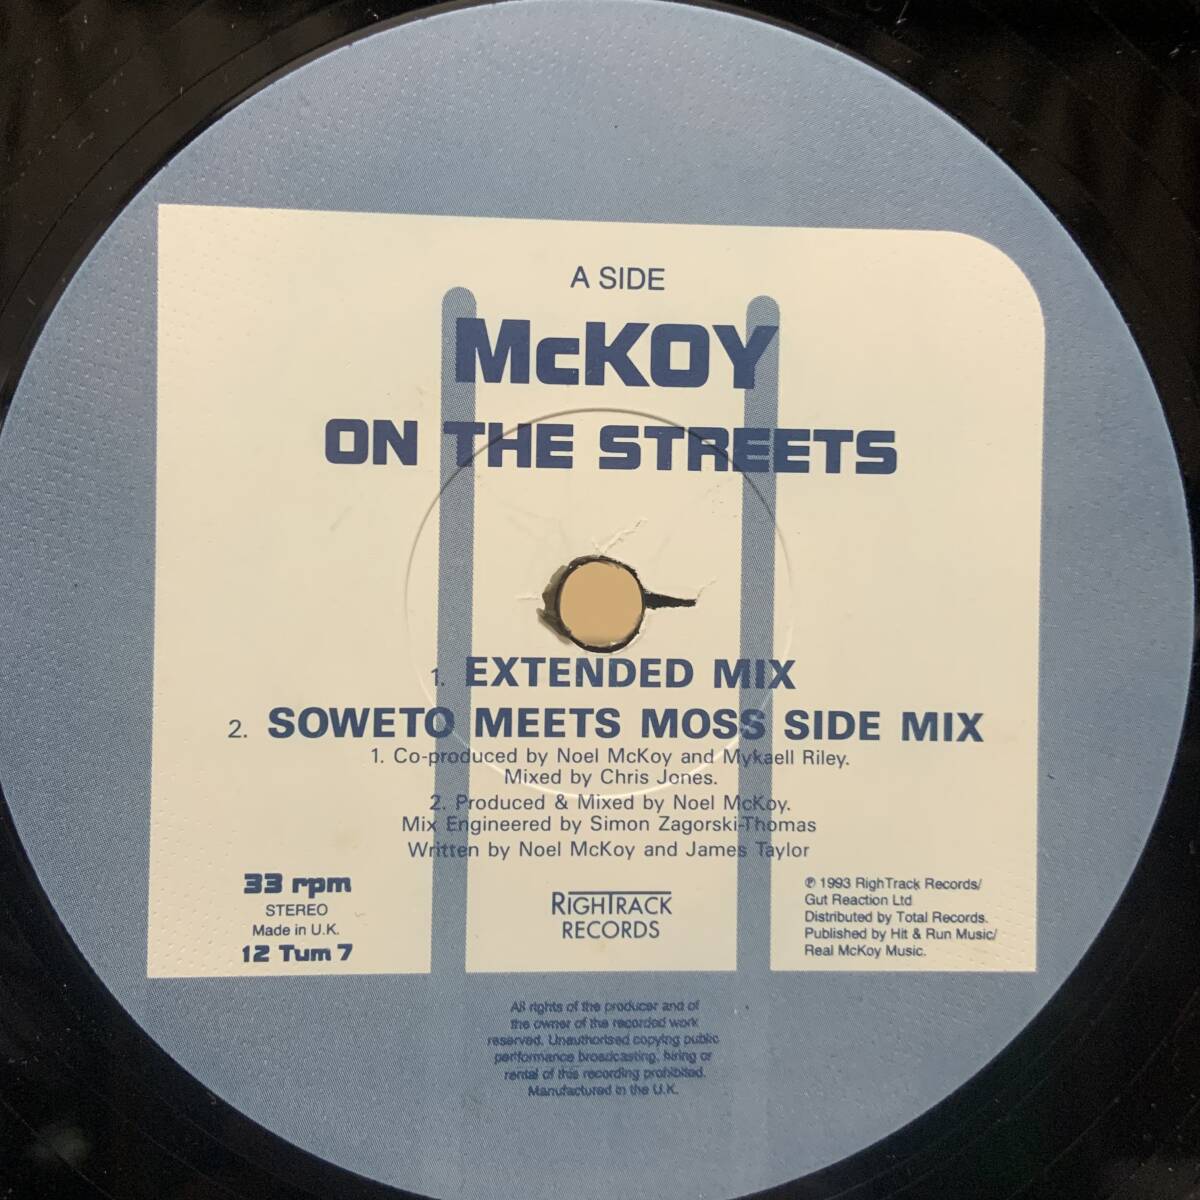 A SIDE
McKOY
ON THE STREETS
1. EXTENDED MIX
2. SOWETO MEETS MOSS SIDE MIX
1. Co-produced by Noel McKoy and Mykaell Riley.
Mixed by Chris Jones.
2. Produced & Mixed by Noel McKoy.
Mix Engineered by Simon Zagorski-Thomas
Written by Noel McKoy and James Taylor
33 rpm
STEREO
Made in U.K.
12 Tum 7
RIGHTRACK
RECORDS
℗ 1993 RighTrack Records/
Gut Reaction Ltd
Distributed by Total Records.
Published by Hit & Run Music/
Real McKoy Music.
All rights of the producer and of
the owner of the recorded work
reserved. Unauthorised copying public
performance broadcasting, hiring or
rental of this recording prohibited.
Manufactured in the U.K.